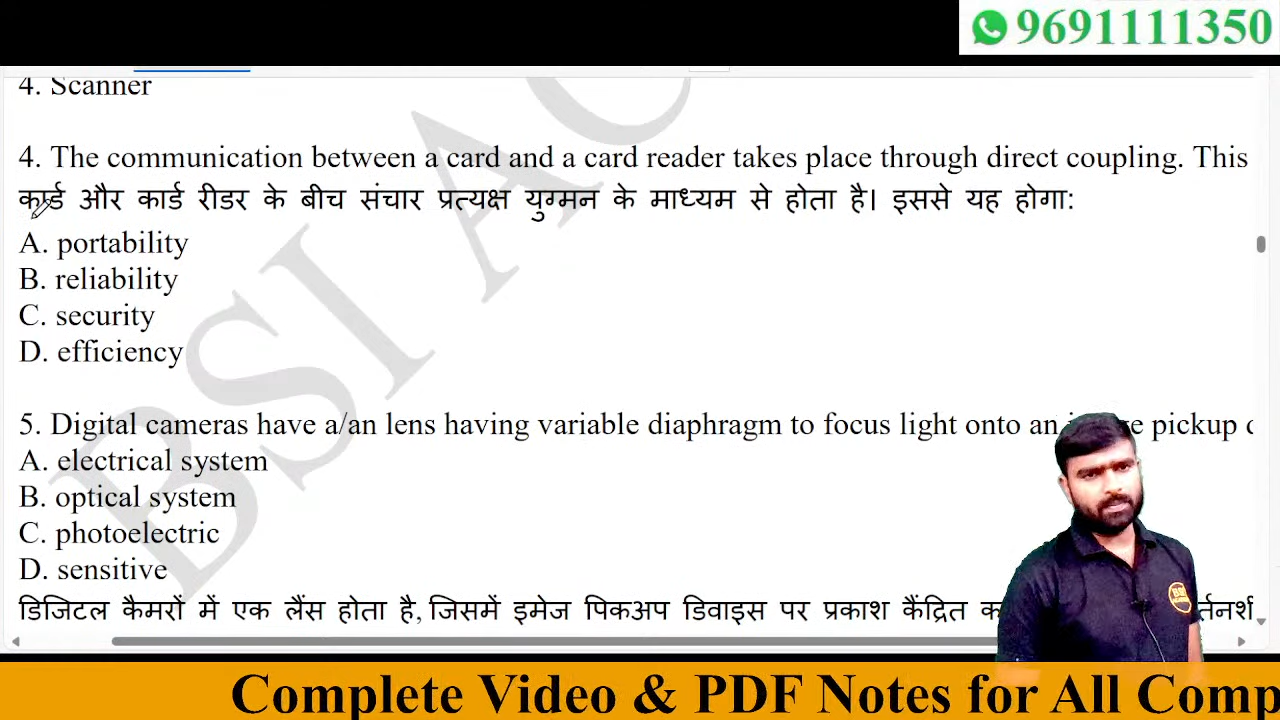 9691111350
4. Scanner
4. The communication between a card and a card reader takes place through direct coupling. This
कार्ड और कार्ड रीडर के बीच संचार प्रत्यक्ष युग्मन के माध्यम से होता है। इससे यह होगा:
A. portability
B. reliability
C. security
D. efficiency
5. Digital cameras have a/an lens having variable diaphragm to focus light onto an pickup
A. electrical system
B. optical system
C. photoelectric
D. sensitive
डिजिटल कैमरों में एक लैंस होता है, जिसमें इमेज पिकअप डिवाइस पर प्रकाश कैंद्रित
BSI AC
Complete Video & PDF Notes for All Comp